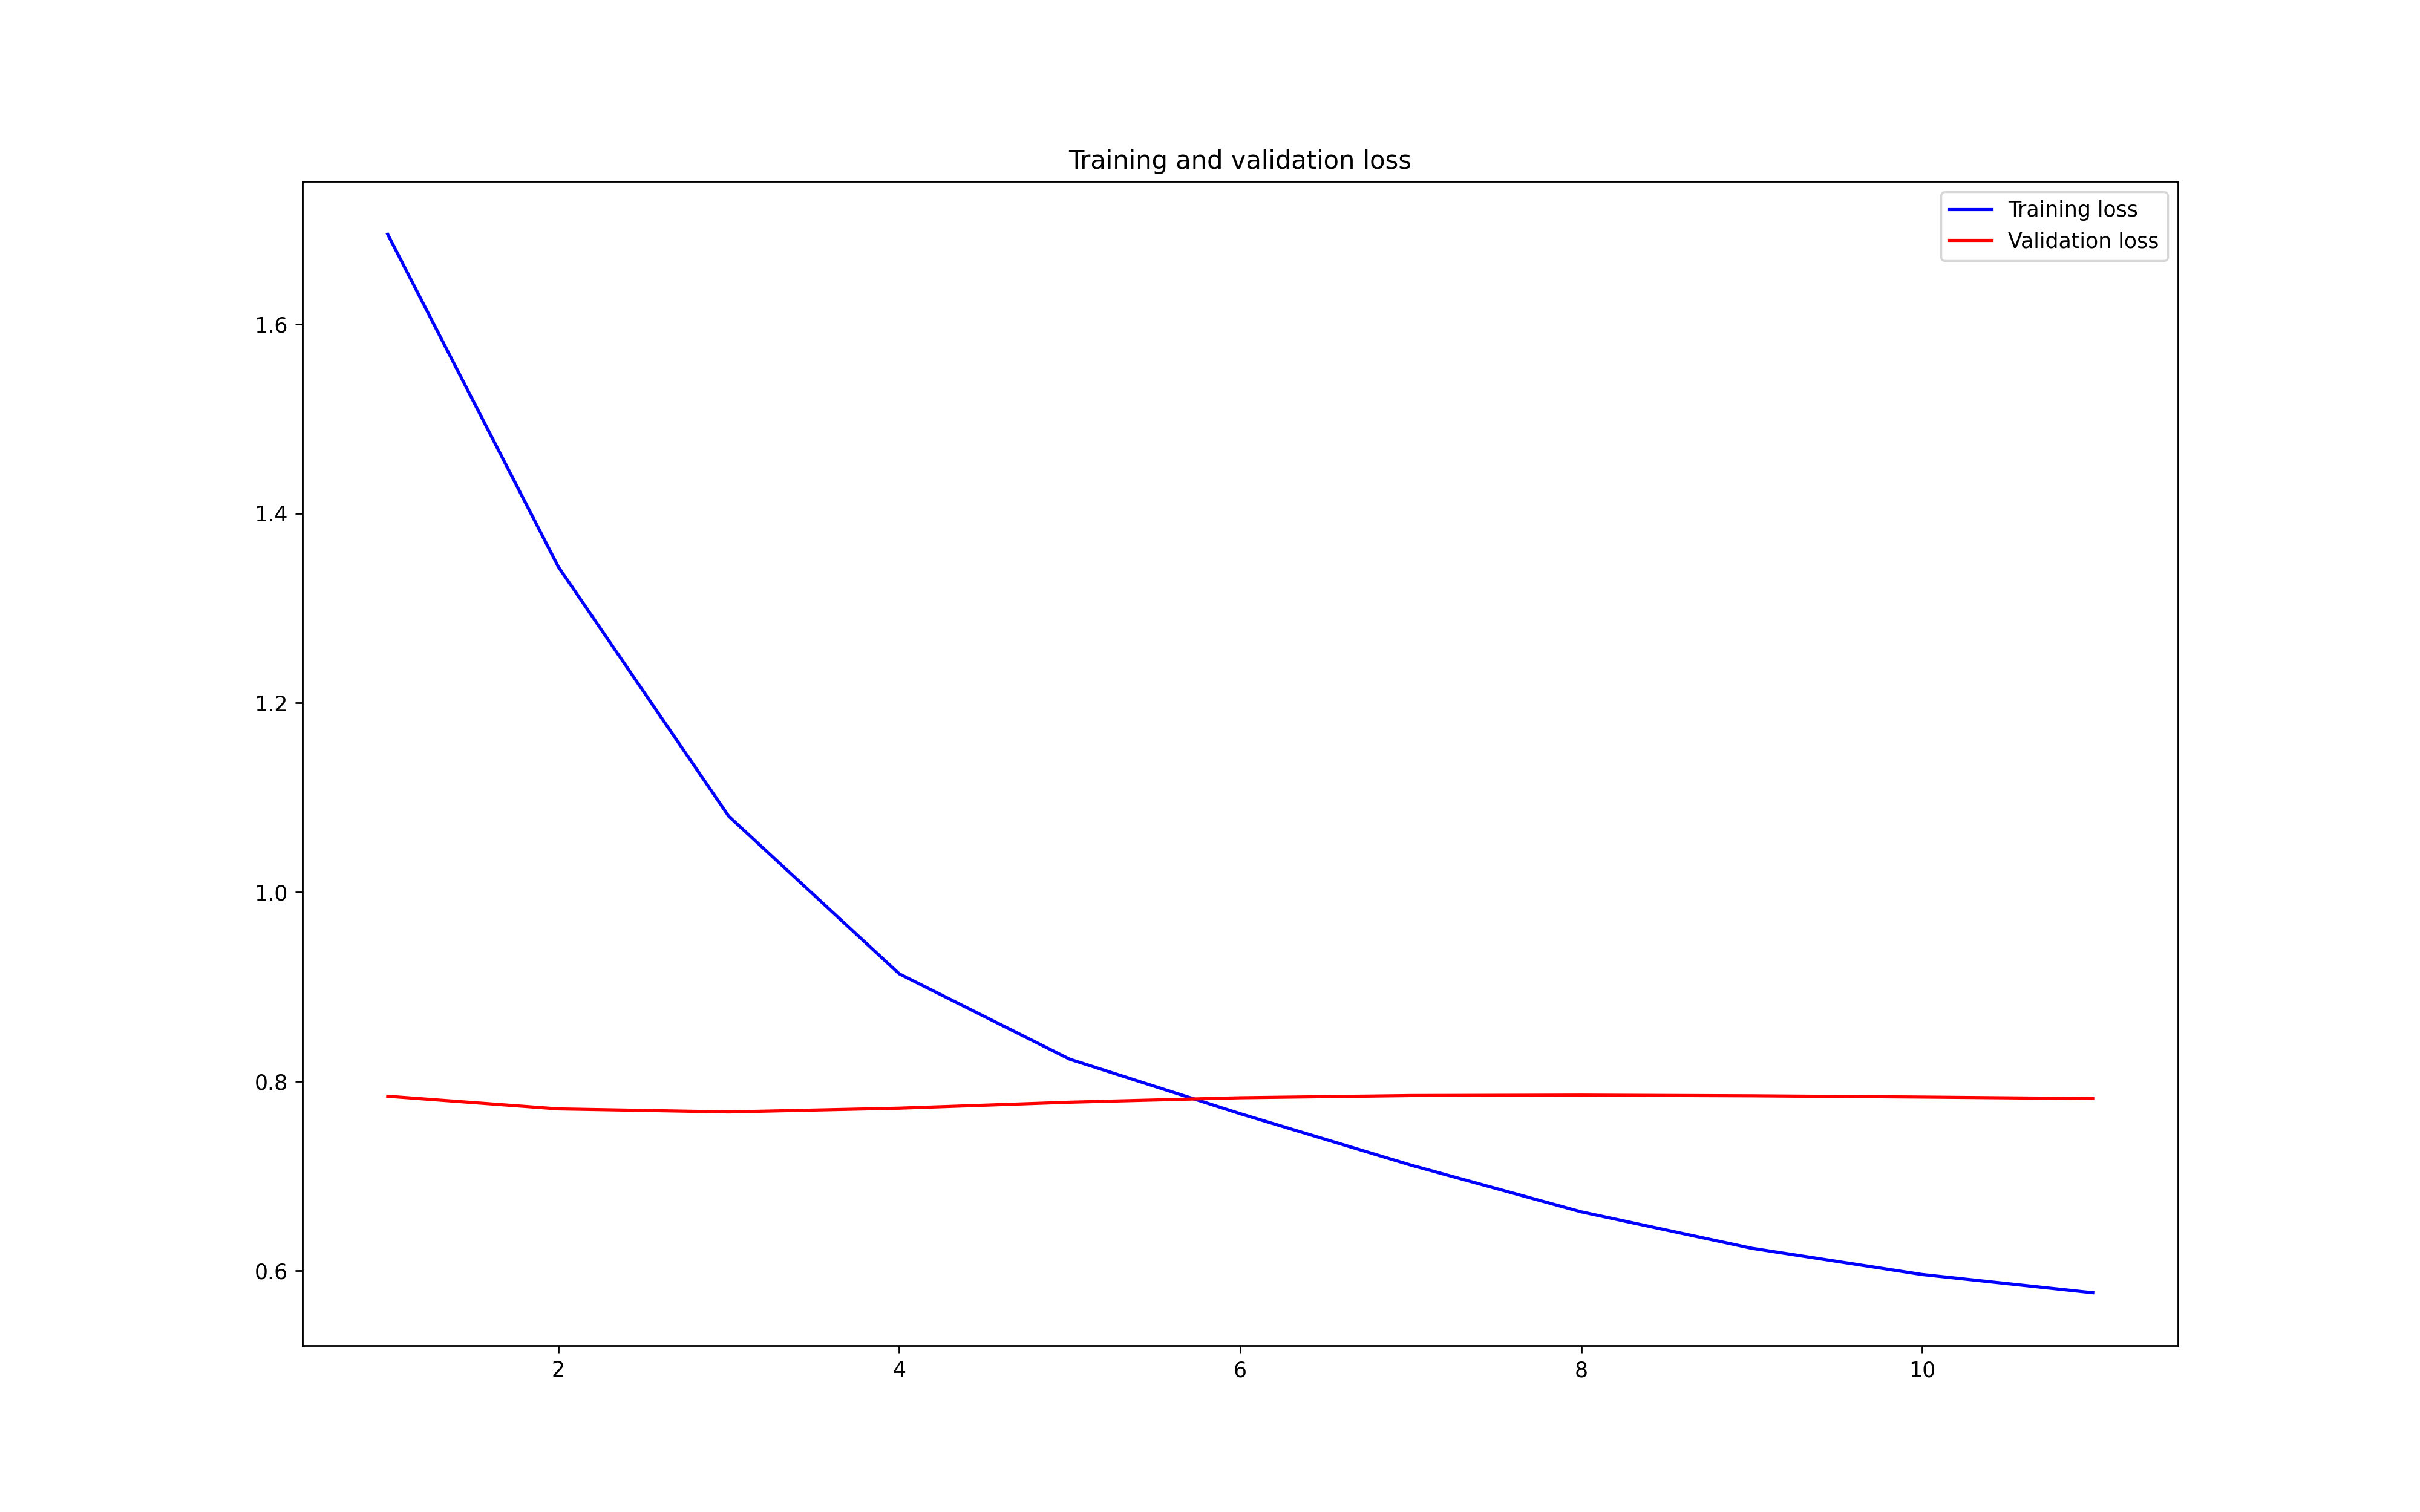 Training and validation loss
Training loss
Validation loss
1.6
1.4
1.2
1.0
0.8
0.6
2 4 6 8 10